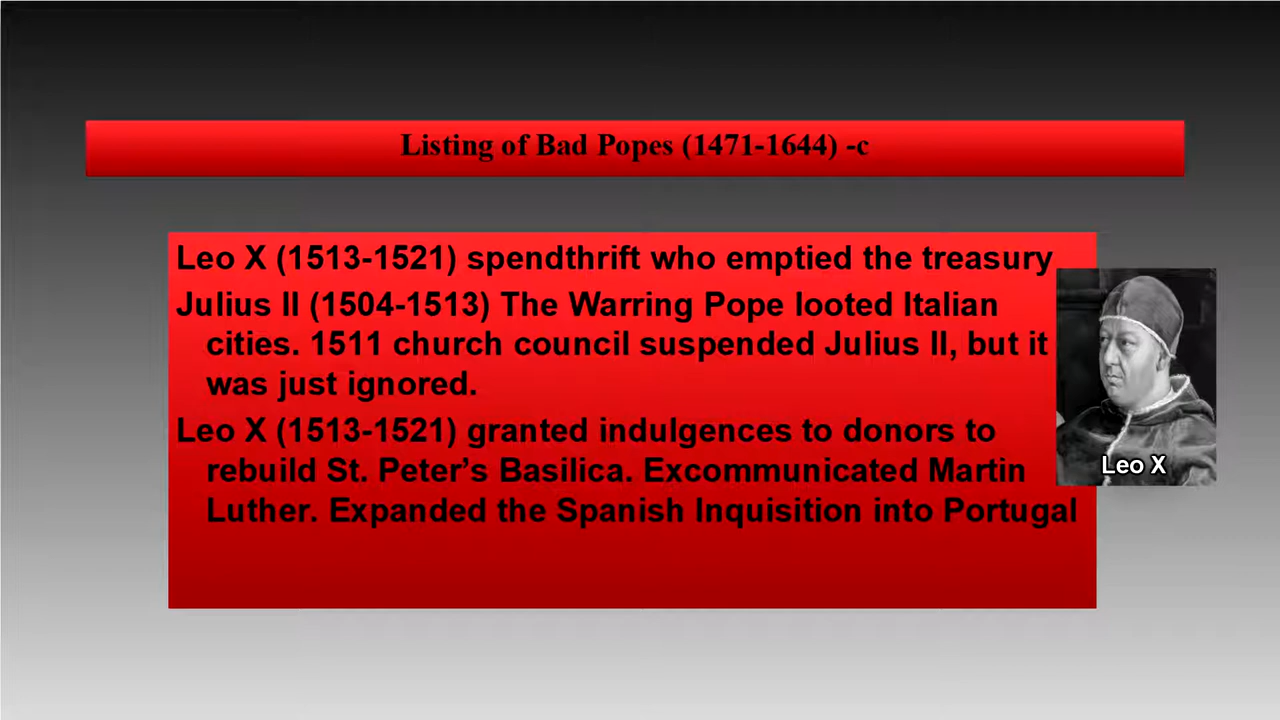 Listing of Bad Popes (1471-1644) -c
Leo X (1513-1521) spendthrift who emptied the treasury
Julius II (1504-1513) The Warring Pope looted Italian
cities. 1511 church council suspended Julius II, but it
was just ignored.
Leo X (1513-1521) granted indulgences to donors to
rebuild St. Peter’s Basilica. Excommunicated Martin
Luther. Expanded the Spanish Inquisition into Portugal
Leo X